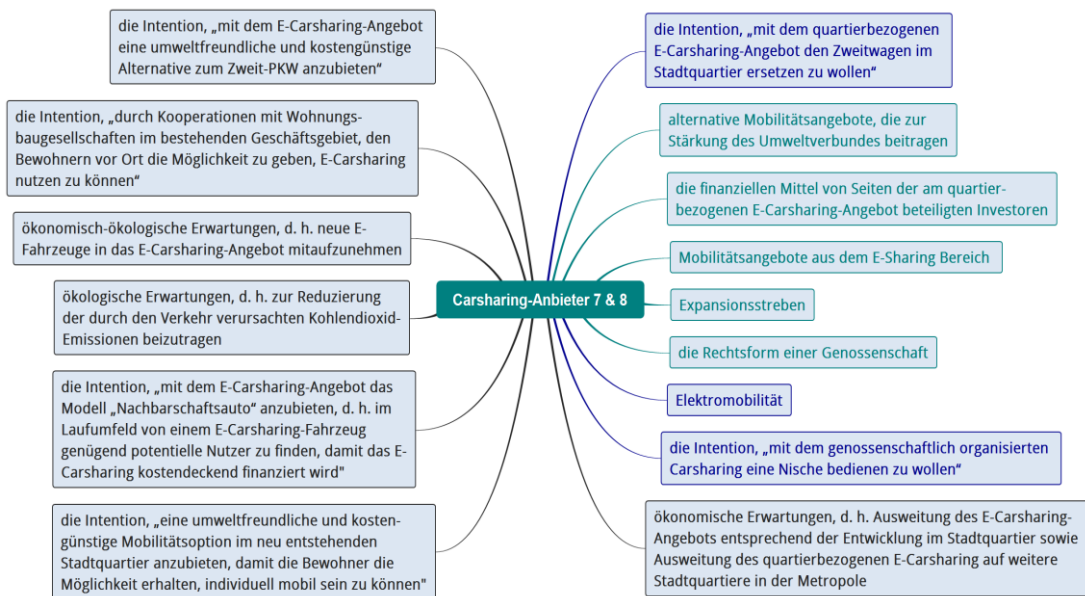 die Intention, „mit dem E-Carsharing-Angebot
eine umweltfreundliche und kostengünstige
Alternative zum Zweit-PKW anzubieten“
die Intention, „durch Kooperationen mit Wohnungs-
baugesellschaften im bestehenden Geschäftsgebiet, den
Bewohnern vor Ort die Möglichkeit zu geben, E-Carsharing
nutzen zu können“
ökonomisch-ökologische Erwartungen, d. h. neue E-
Fahrzeuge in das E-Carsharing-Angebot mitaufzunehmen
ökologische Erwartungen, d. h. zur Reduzierung
der durch den Verkehr verursachten Kohlendioxid-
Emissionen beizutragen
die Intention, „mit dem E-Carsharing-Angebot das
Modell „Nachbarschaftsauto“ anzubieten, d. h. im
Laufumfeld von einem E-Carsharing-Fahrzeug
genügend potentielle Nutzer zu finden, damit das E-
Carsharing kostendeckend finanziert wird"
die Intention, „eine umweltfreundliche und kosten-
günstige Mobilitätsoption im neu entstehenden
Stadtquartier anzubieten, damit die Bewohner die
Möglichkeit erhalten, individuell mobil sein zu können"
Carsharing-Anbieter 7 & 8
die Intention, „mit dem quartierbezogenen
E-Carsharing-Angebot den Zweitwagen im
Stadtquartier ersetzen zu wollen“
alternative Mobilitätsangebote, die zur
Stärkung des Umweltverbundes beitragen
die finanziellen Mittel von Seiten der am quartier-
bezogenen E-Carsharing-Angebot beteiligten Investoren
Mobilitätsangebote aus dem E-Sharing Bereich
Expansionsstreben
die Rechtsform einer Genossenschaft
Elektromobilität
die Intention, „mit dem genossenschaftlich organisierten
Carsharing eine Nische bedienen zu wollen“
ökonomische Erwartungen, d. h. Ausweitung des E-Carsharing-
Angebots entsprechend der Entwicklung im Stadtquartier sowie
Ausweitung des quartierbezogenen E-Carsharing auf weitere
Stadtquartiere in der Metropole